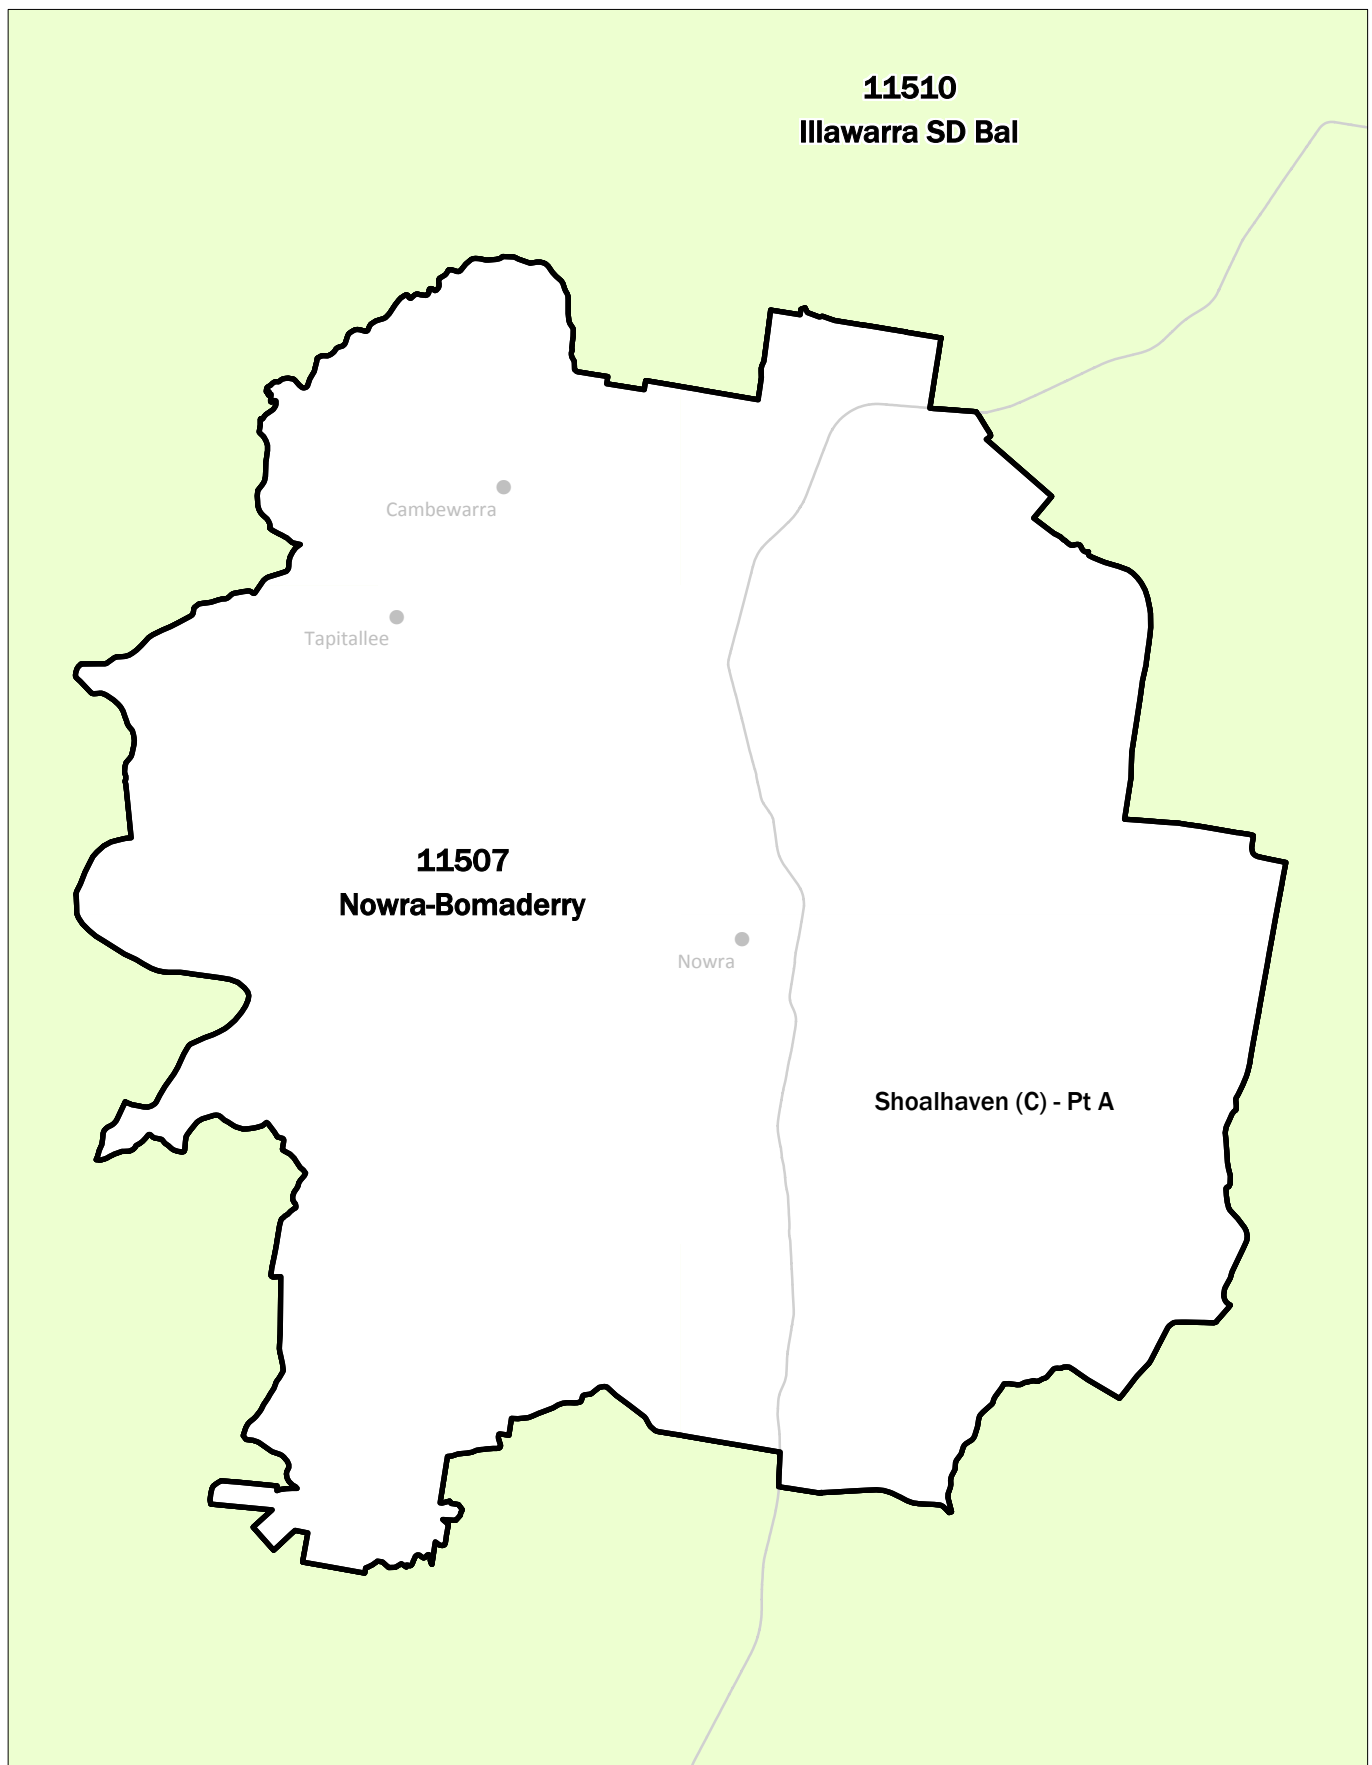 11510
Illawarra SD Bal
Cambewarra
Tapitallee
11507
Nowra-Bomaderry
Nowra
Shoalhaven (C) - Pt A